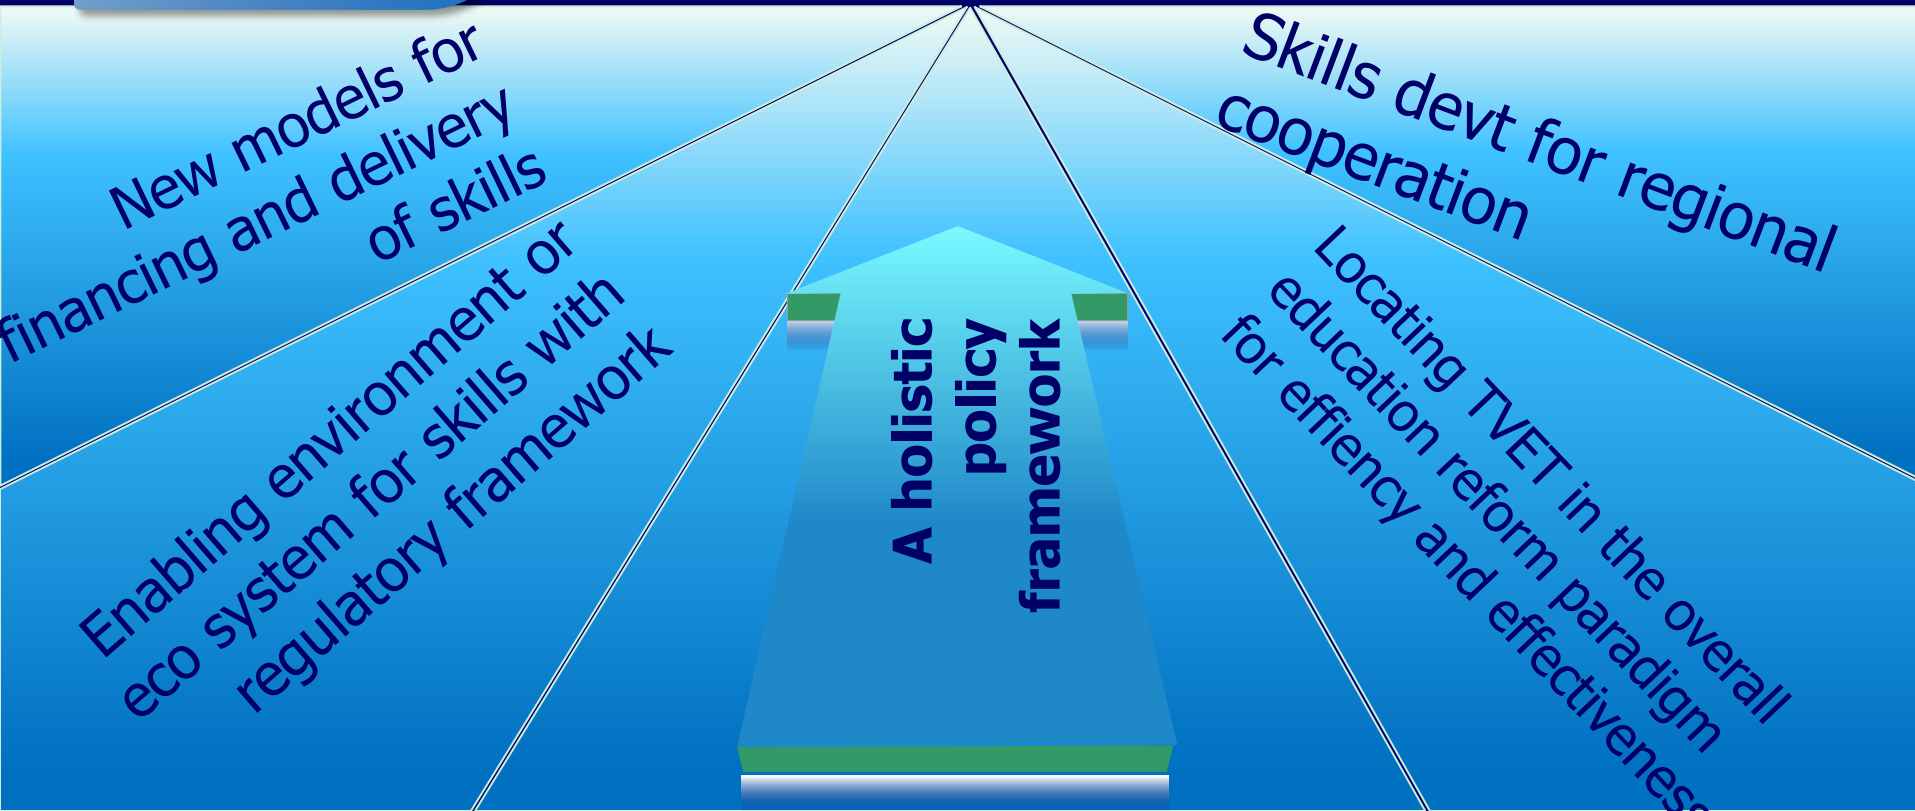 New models for
financing and delivery
of skills
Enabling environment or
eco system for skills with
regulatory framework
A holistic
policy
framework
Skills devt for regional
cooperation
Locating TVET in the overall
education reform paradigm
for effiency and effectiveness